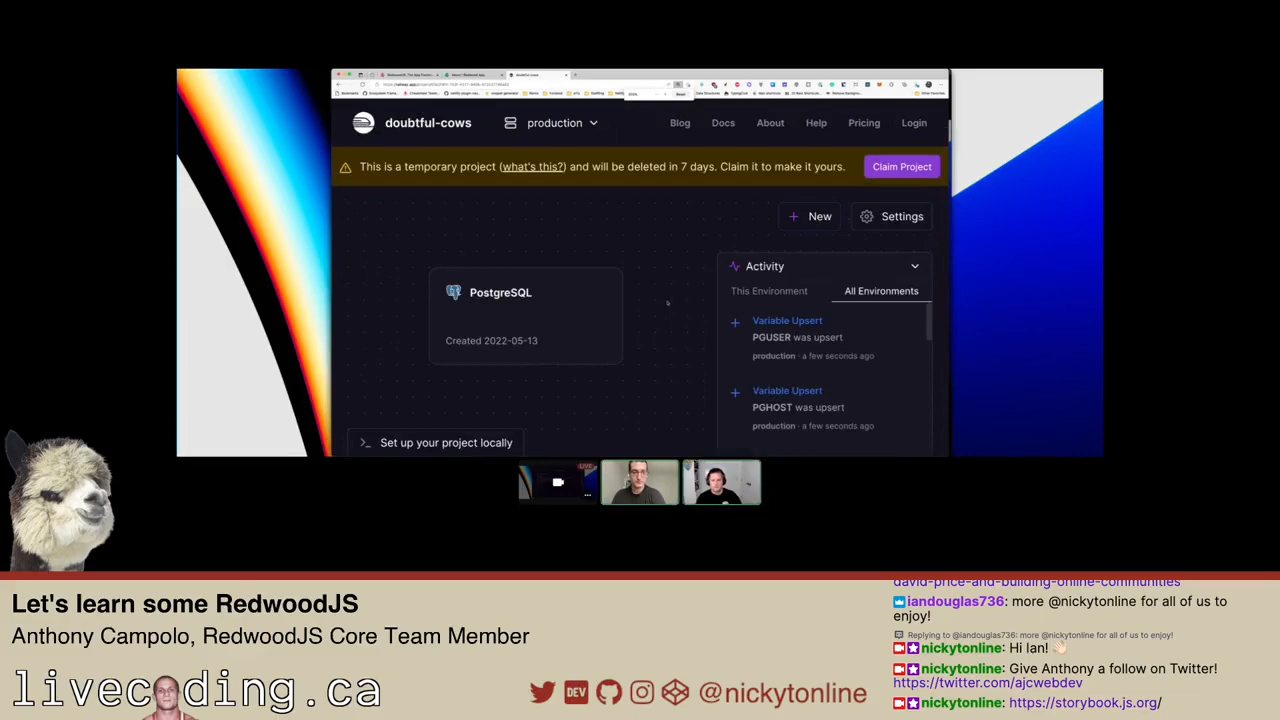 doubtful-cows
production
Blog
Docs
About
Help
Pricing
Login
This is a temporary project (what's this?) and will be deleted in 7 days. Claim it to make it yours.
Claim Project
New
Settings
PostgreSQL
Created 2022-05-13
Activity
This Environment
All Environments
Variable Upsert
PGUSER was upsert
production · a few seconds ago
Variable Upsert
PGHOST was upsert
production · a few seconds ago
Set up your project locally
LIVE
Let's learn some RedwoodJS
Anthony Campolo, RedwoodJS Core Team Member
livecoding.ca
DEV
@nickytonline
david-price-and-building-online-communities
iandouglas736: more @nickytonline for all of us to
enjoy!
Replying to @iandouglas736: more @nickytonline for all of us to enjoy!
nickytonline: Hi Ian! 👋🏻
nickytonline: Give Anthony a follow on Twitter!
https://twitter.com/ajcwebdev
nickytonline: https://storybook.js.org/